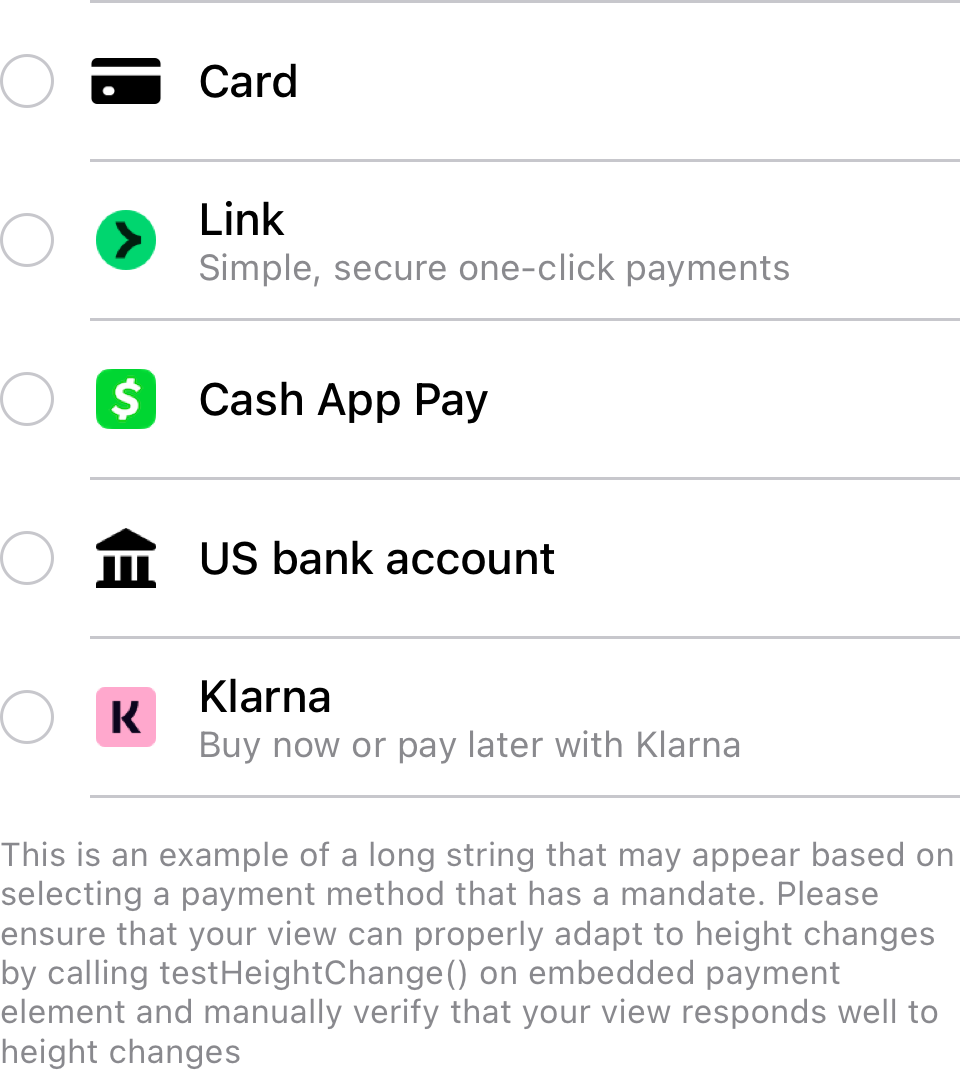 Card
Link
Simple, secure one-click payments
$
Cash App Pay
US bank account
K
Klarna
Buy now or pay later with Klarna
This is an example of a long string that may appear based on
selecting a payment method that has a mandate. Please
ensure that your view can properly adapt to height changes
by calling testHeightChange() on embedded payment
element and manually verify that your view responds well to
height changes